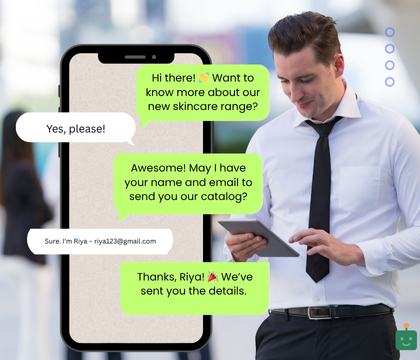 Hi there! 👋 Want to
know more about our
new skincare range?
Yes, please!
Awesome! May I have
your name and email to
send you our catalog?
Sure. I'm Riya – riya123@gmail.com
Thanks, Riya! 🎉 We've
sent you the details.